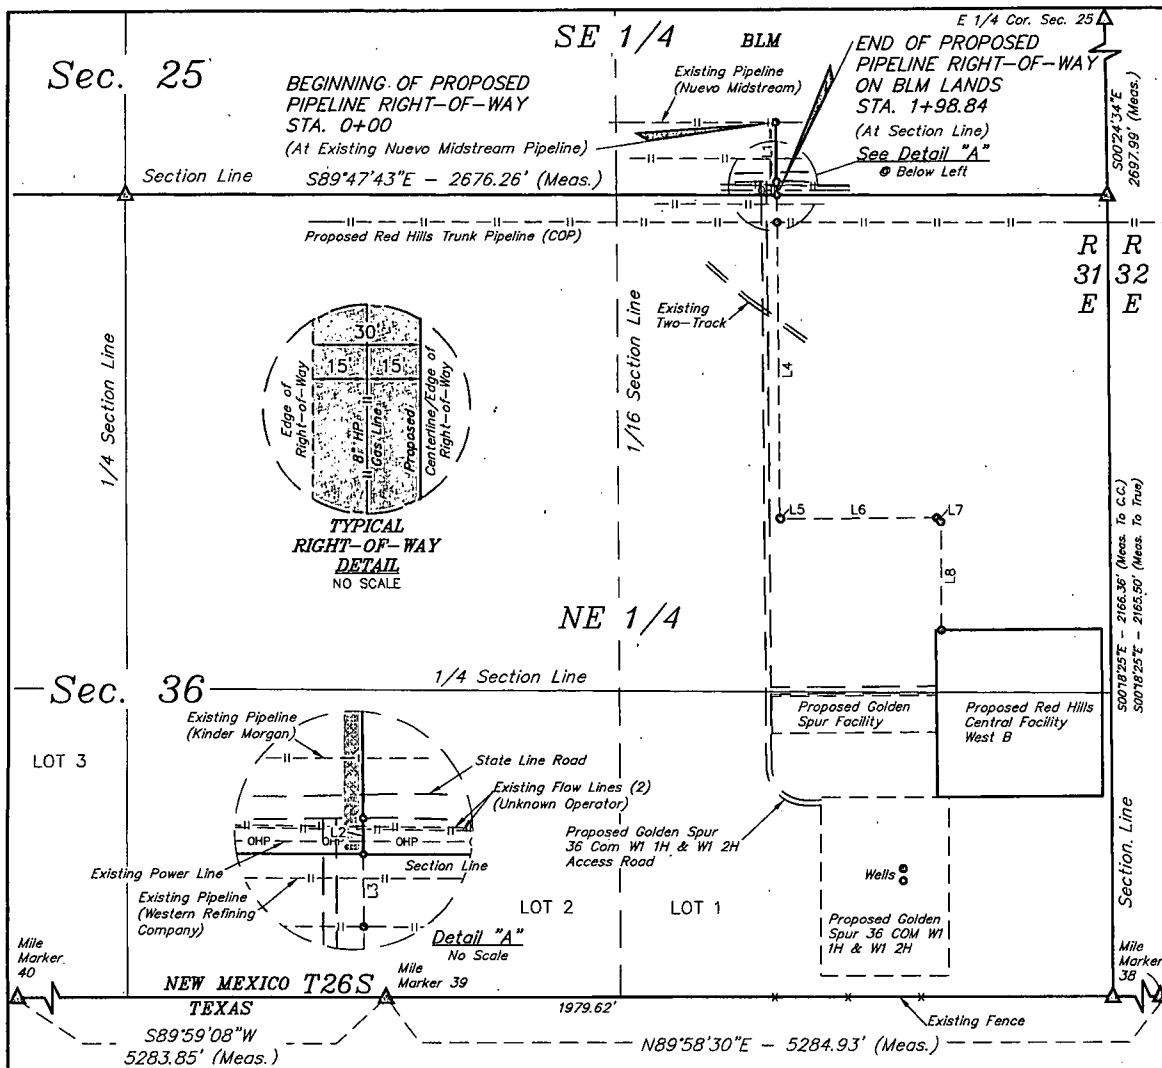 E 1/4 Cor. Sec. 25
SE 1/4
BLM
Sec. 25
BEGINNING OF PROPOSED
PIPELINE RIGHT-OF-WAY
STA. 0+00
(At Existing Nuevo Midstream Pipeline)
Existing Pipeline
(Nuevo Midstream)
END OF PROPOSED
PIPELINE RIGHT-OF-WAY
ON BLM LANDS
STA. 1+98.84
(At Section Line)
See Detail "A"
Below Left
S00°24'34"E
2697.99' (Meas.)
L1
Section Line
S89°47'43"E - 2676.26' (Meas.)
Proposed Red Hills Trunk Pipeline (COP)
R R
31 32
E E
1/4 Section Line
1/16 Section Line
Existing
Two-Track
L4
30
15 15
Edge of
Right-of-Way
8" HP
Gas Line
Proposed
Centerline/Edge of
Right-of-Way
TYPICAL
RIGHT-OF-WAY
DETAIL
NO SCALE
L5 L6 L7
L8
S00°18'25"E - 2166.36' (Meas. To C.C.)
S00°18'25"E - 2165.50' (Meas. To True)
NE 1/4
Sec. 36
1/4 Section Line
LOT 3
Existing Pipeline
(Kinder Morgan)
State Line Road
Existing Flow Lines (2)
(Unknown Operator)
L2
OHP OHP OHP
Section Line
Existing Power Line
Existing Pipeline
(Western Refining
Company)
L3
Detail "A"
No Scale
Proposed Golden
Spur Facility
Proposed Red Hills
Central Facility
West B
Proposed Golden Spur
36 Com W1 1H & W1 2H
Access Road
Wells
LOT 2
LOT 1
Proposed Golden
Spur 36 COM W1
1H & W1 2H
Section Line
Mile
Marker
40
NEW MEXICO T26S
TEXAS
Mile
Marker 39
Mile
Marker
38
1979.62'
Existing Fence
S89°59'08"W
5283.85' (Meas.)
N89°58'30"E - 5284.93' (Meas.)